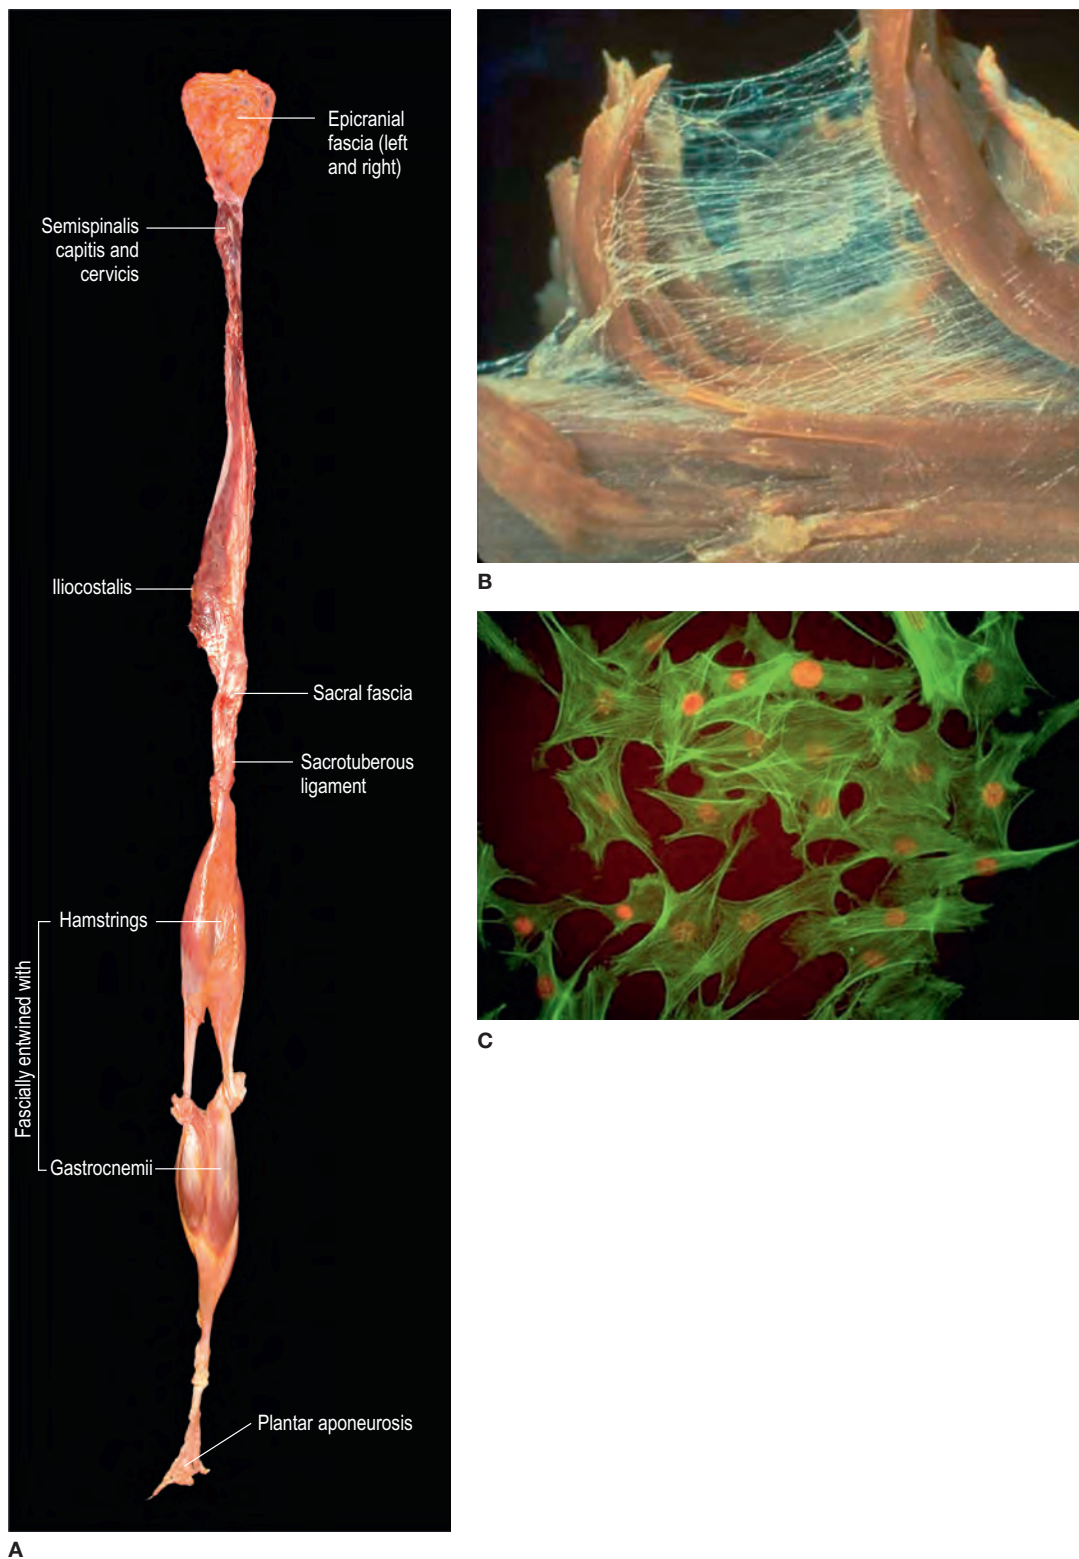 Epicranial
fascia (left
and right)
Semispinalis
capitis and
cervicis
Iliocostalis
Sacral fascia
Sacrotuberous
ligament
Hamstrings
Fascially entwined with
Gastrocnemii
Plantar aponeurosis
A
B
C